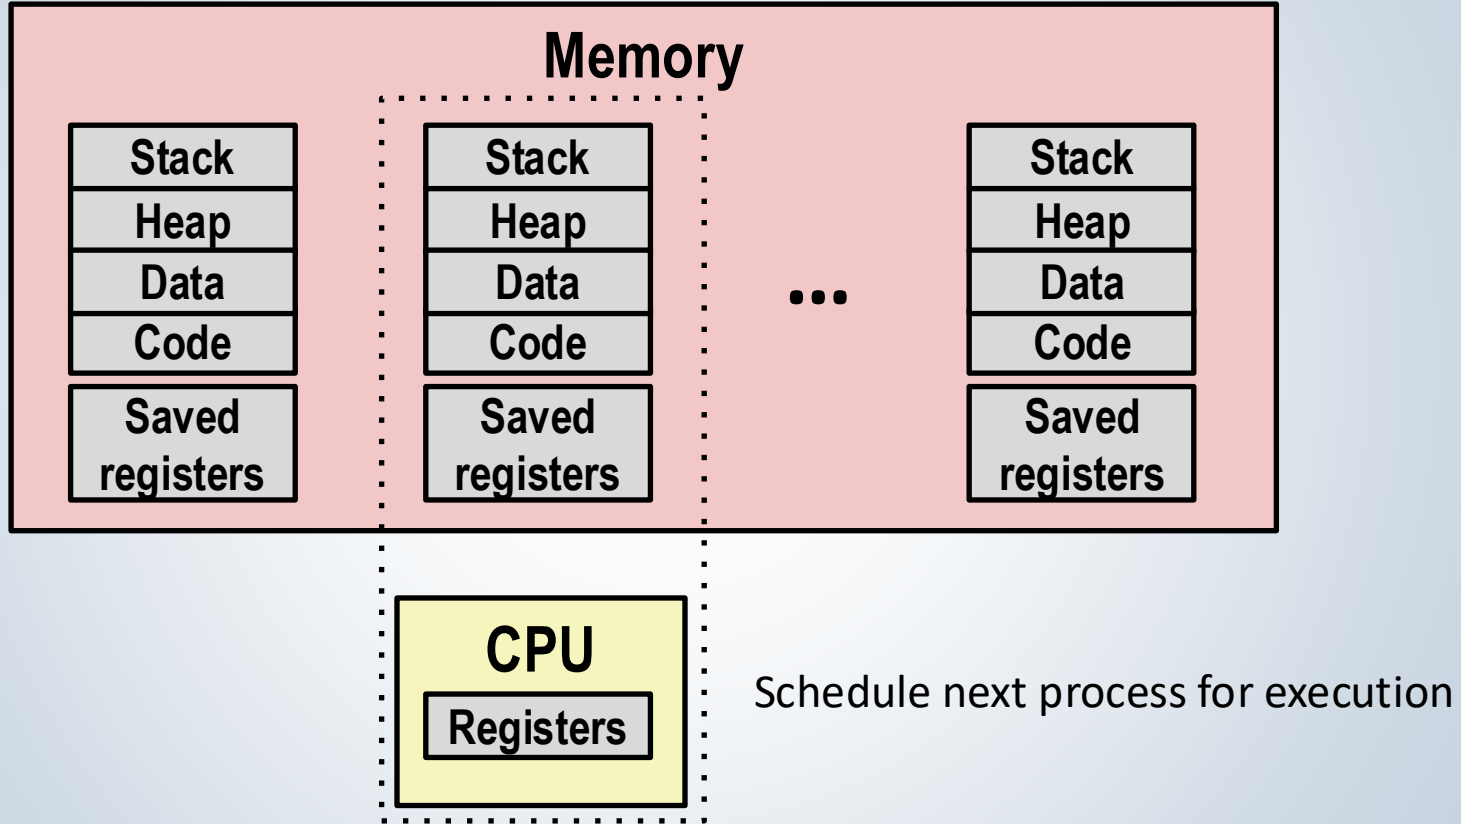 Memory
Stack
Heap
Data
Code
Saved
registers
Stack
Heap
Data
Code
Saved
registers
...
Stack
Heap
Data
Code
Saved
registers
CPU
Registers
Schedule next process for execution